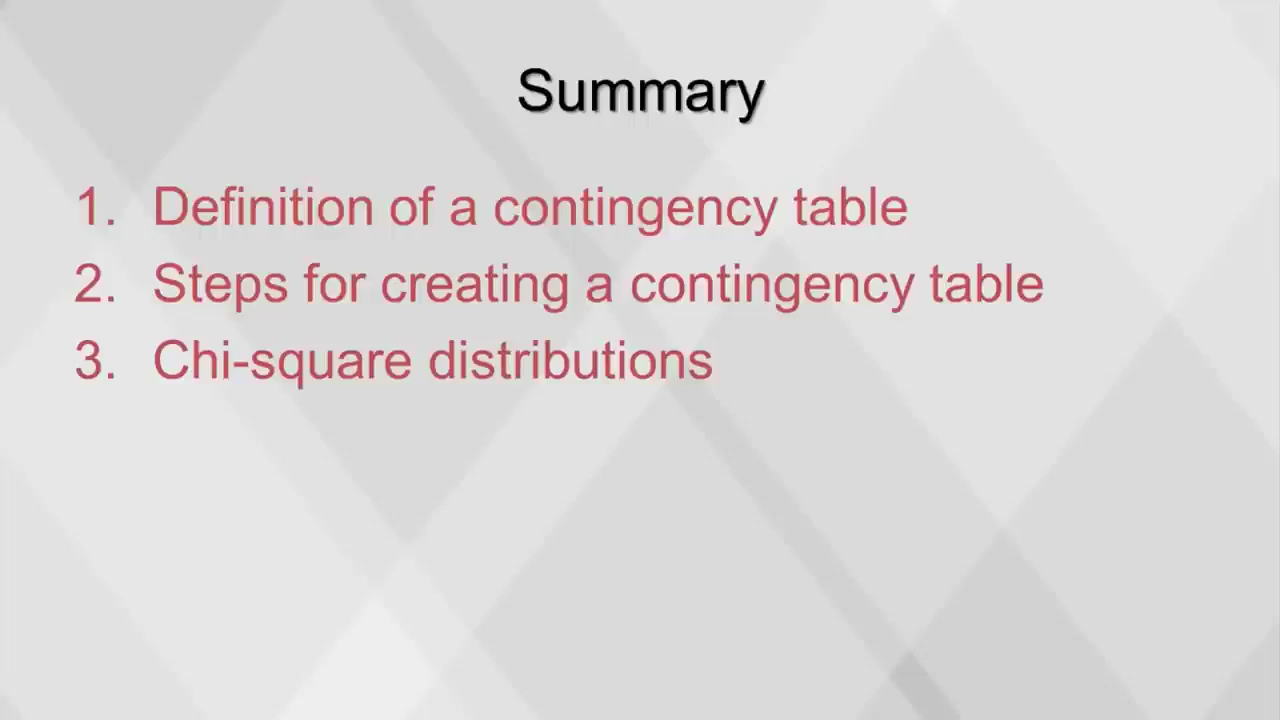 Summary
1. Definition of a contingency table
2. Steps for creating a contingency table
3. Chi-square distributions